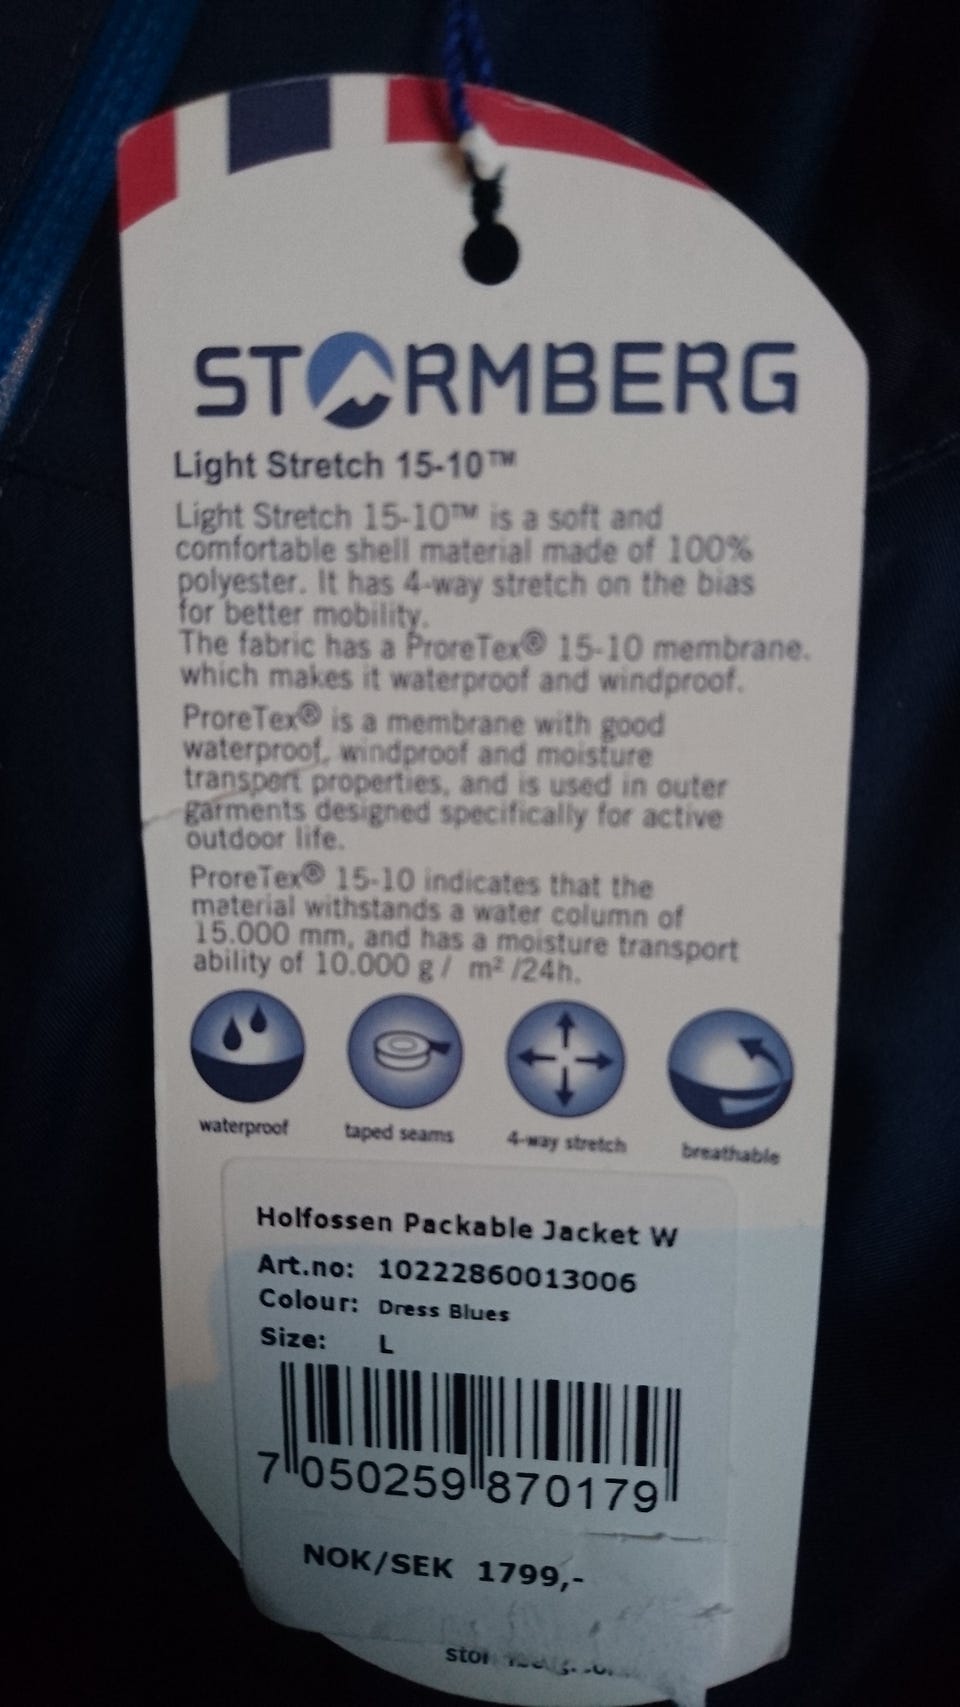 STORMBERG
Light Stretch 15-10™
Light Stretch 15-10™ is a soft and
comfortable shell material made of 100%
polyester. It has 4-way stretch on the bias
for better mobility.
The fabric has a ProreTex® 15-10 membrane.
which makes it waterproof and windproof.
ProreTex® is a membrane with good
waterproof, windproof and moisture
transport properties, and is used in outer
garments designed specifically for active
outdoor life.
ProreTex® 15-10 indicates that the
material withstands a water column of
15.000 mm, and has a moisture transport
ability of 10.000 g / m² /24h.
waterproof taped seams 4-way stretch breathable
Holfossen Packable Jacket W
Art.no: 10222860013006
Colour: Dress Blues
Size: L
7 050259 870179
NOK/SEK 1799,-